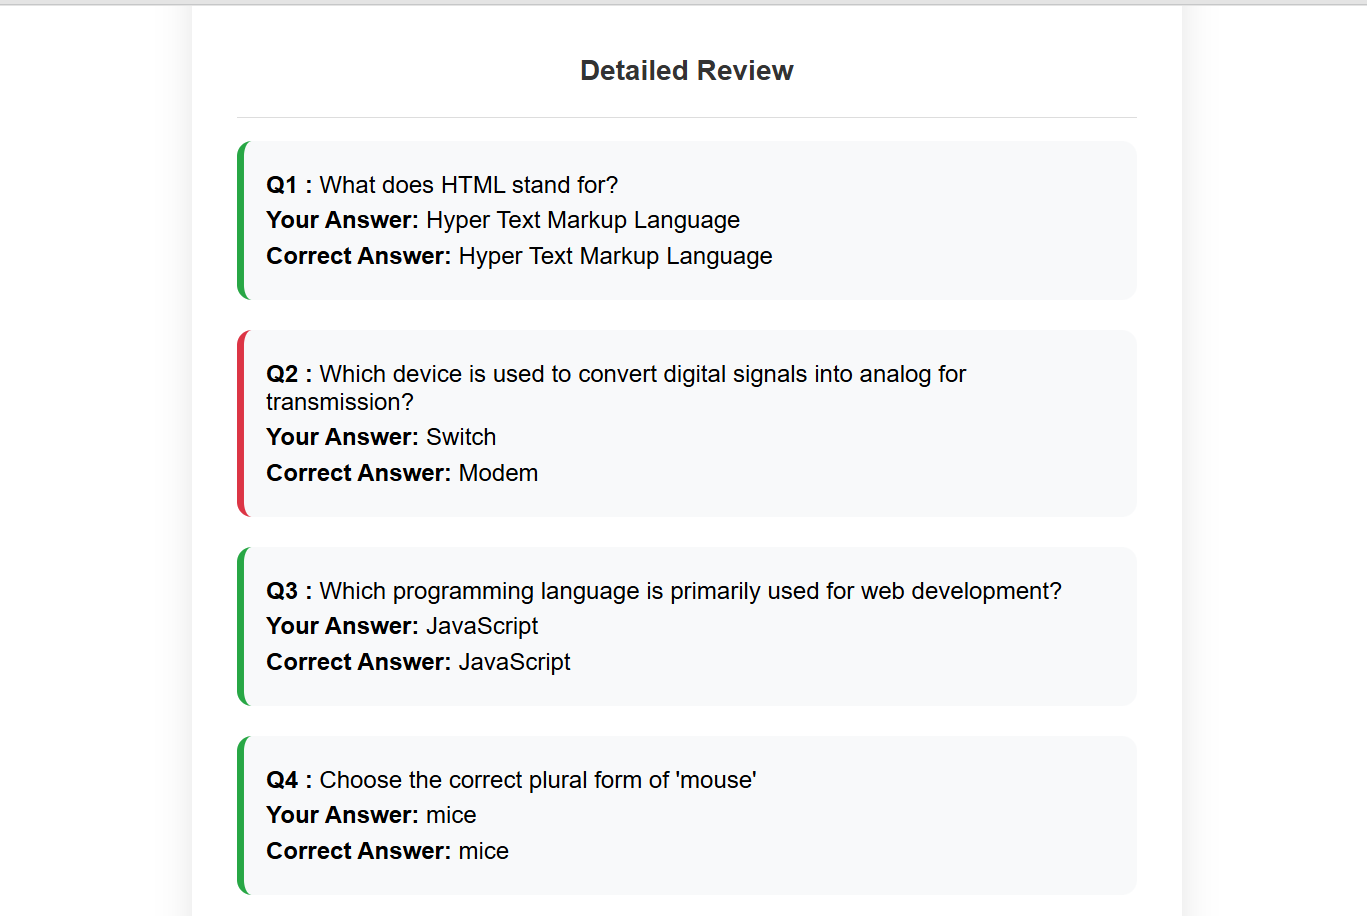 Detailed Review
Q1 : What does HTML stand for?
Your Answer: Hyper Text Markup Language
Correct Answer: Hyper Text Markup Language
Q2 : Which device is used to convert digital signals into analog for
transmission?
Your Answer: Switch
Correct Answer: Modem
Q3 : Which programming language is primarily used for web development?
Your Answer: JavaScript
Correct Answer: JavaScript
Q4 : Choose the correct plural form of 'mouse'
Your Answer: mice
Correct Answer: mice